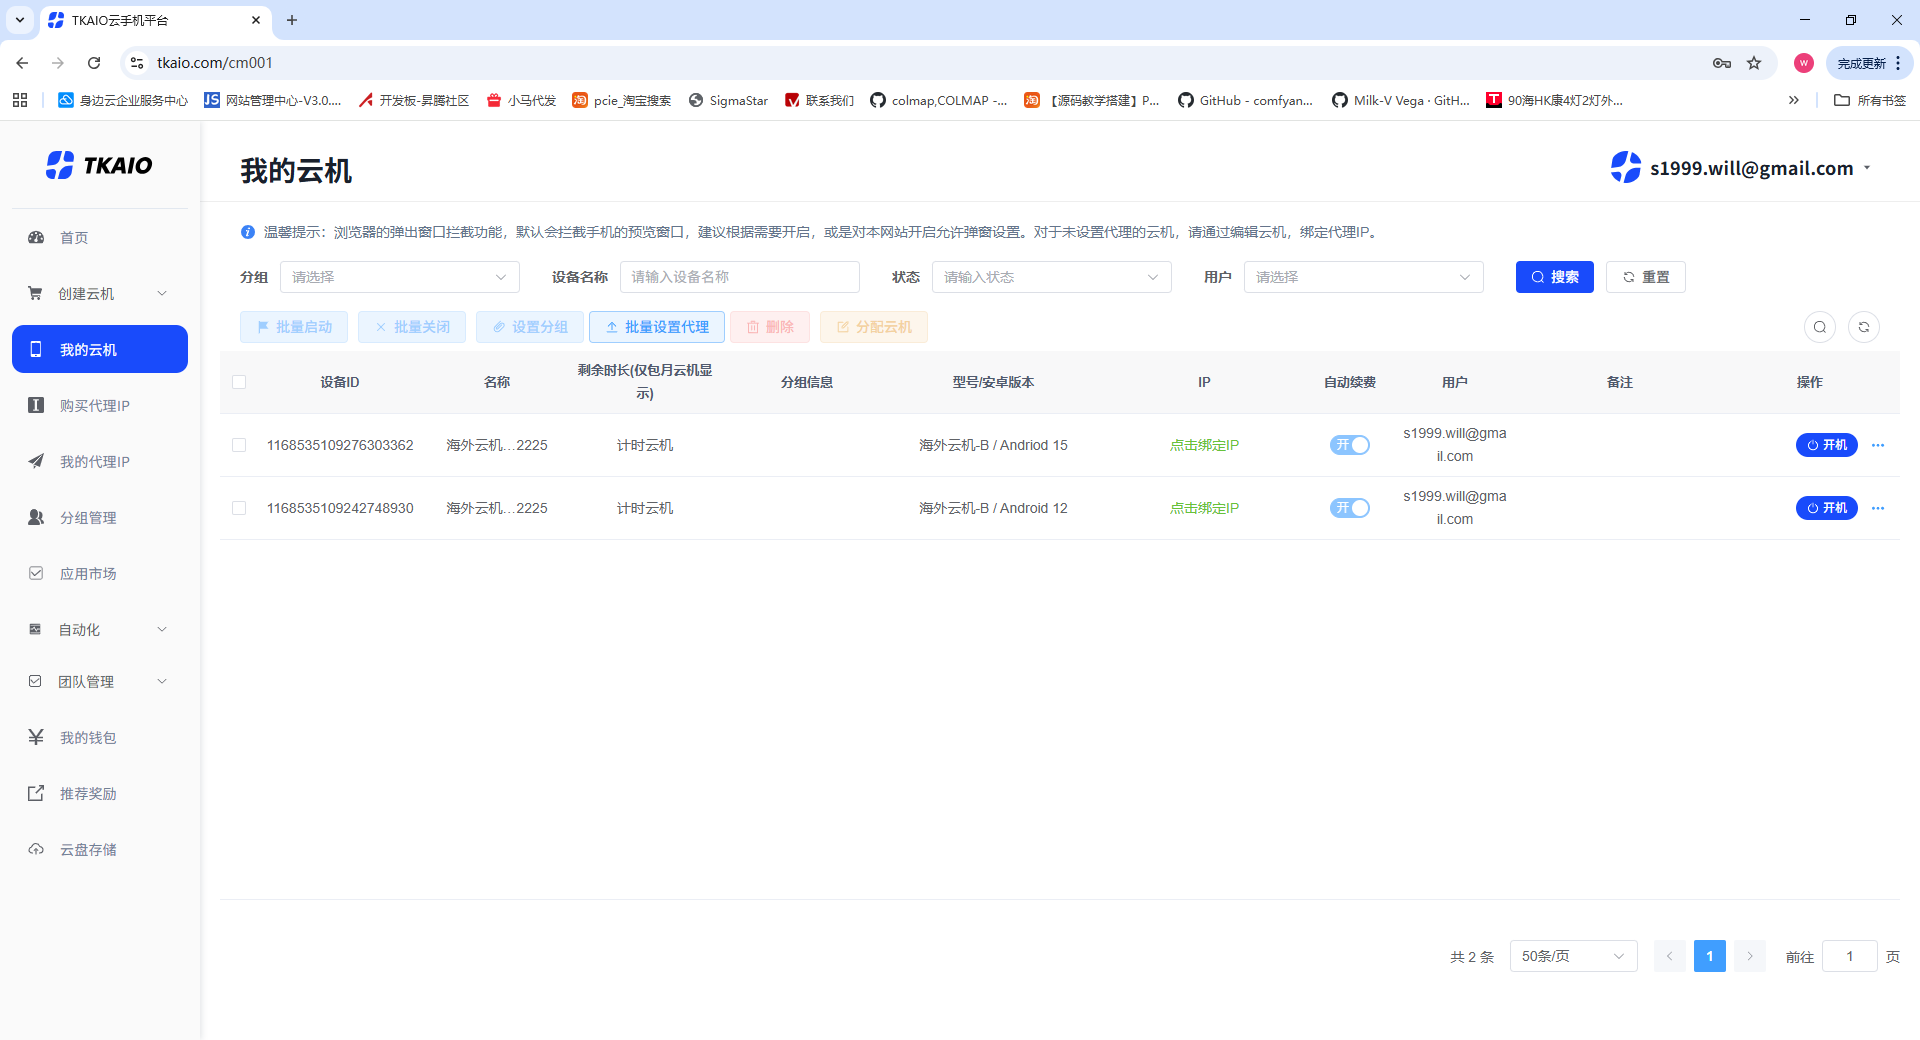 TKAIO云手机平台
tkaio.com/cm001
W
完成更新
身边云企业服务中心
JS 网站管理中心-V3.0....
开发板-昇腾社区
小马代发
淘 pcie_淘宝搜索
SigmaStar
联系我们
colmap,COLMAP -...
淘 【源码教学搭建】P...
GitHub - comfyan...
Milk-V Vega · GitH...
T 90海HK康4灯2灯外...
所有书签
TKAIO
我的云机
s1999.will@gmail.com
首页
创建云机
我的云机
购买代理IP
我的代理IP
分组管理
应用市场
自动化
团队管理
我的钱包
推荐奖励
云盘存储
温馨提示：浏览器的弹出窗口拦截功能，默认会拦截手机的预览窗口，建议根据需要开启，或是对本网站开启允许弹窗设置。对于未设置代理的云机，请通过编辑云机，绑定代理IP。
分组 请选择 设备名称 请输入设备名称 状态 请输入状态 用户 请选择 搜索 重置
批量启动 批量关闭 设置分组 批量设置代理 删除 分配云机
设备ID 名称 剩余时长(仅包月云机显示) 分组信息 型号/安卓版本 IP 自动续费 用户 备注 操作
1168535109276303362 海外云机...2225 计时云机 海外云机-B / Andriod 15 点击绑定IP 开 s1999.will@gmail.com 开机
1168535109242748930 海外云机...2225 计时云机 海外云机-B / Android 12 点击绑定IP 开 s1999.will@gmail.com 开机
共 2 条 50条/页 1 前往 1 页